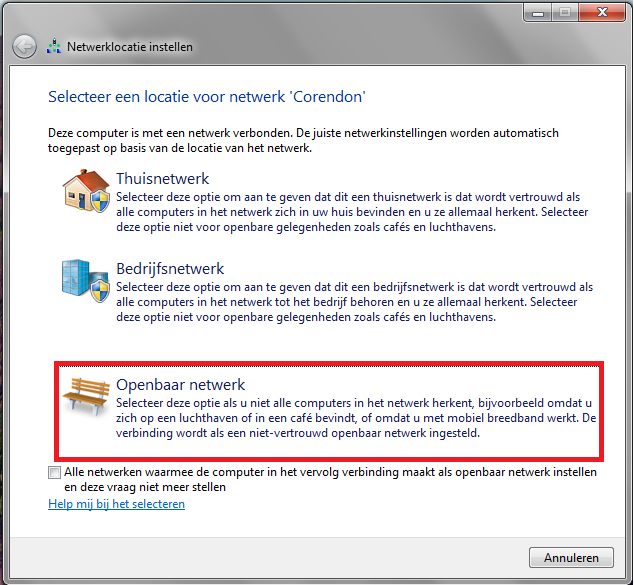 Netwerklocatie instellen
Selecteer een locatie voor netwerk 'Corendon'
Deze computer is met een netwerk verbonden. De juiste netwerkinstellingen worden automatisch
toegepast op basis van de locatie van het netwerk.
Thuisnetwerk
Selecteer deze optie om aan te geven dat dit een thuisnetwerk is dat wordt vertrouwd als
alle computers in het netwerk zich in uw huis bevinden en u ze allemaal herkent. Selecteer
deze optie niet voor openbare gelegenheden zoals cafés en luchthavens.
Bedrijfsnetwerk
Selecteer deze optie om aan te geven dat dit een bedrijfsnetwerk is dat wordt vertrouwd als
alle computers in het netwerk tot het bedrijf behoren en u ze allemaal herkent. Selecteer
deze optie niet voor openbare gelegenheden zoals cafés en luchthavens.
Openbaar netwerk
Selecteer deze optie als u niet alle computers in het netwerk herkent, bijvoorbeeld omdat u
zich op een luchthaven of in een café bevindt, of omdat u met mobiel breedband werkt. De
verbinding wordt als een niet-vertrouwd openbaar netwerk ingesteld.
Alle netwerken waarmee de computer in het vervolg verbinding maakt als openbaar netwerk instellen
en deze vraag niet meer stellen
Help mij bij het selecteren
Annuleren